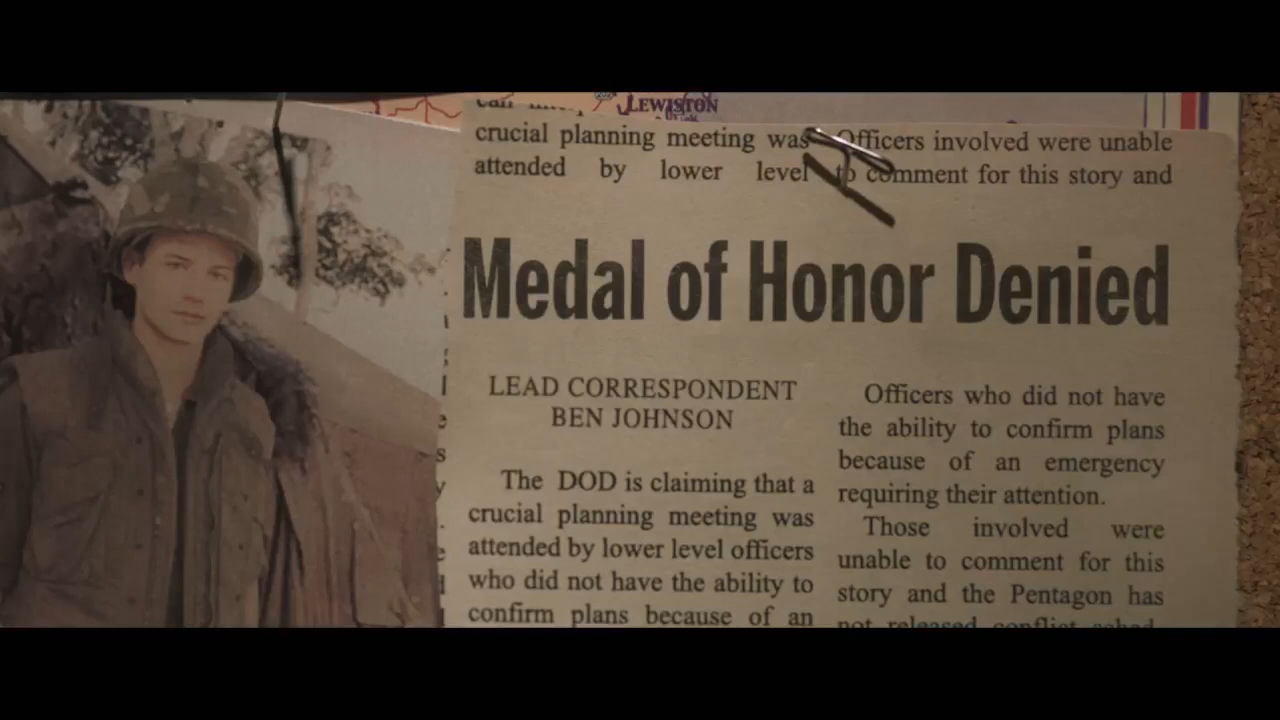 LEWISTON
crucial planning meeting was
attended by lower level
Officers involved were unable
to comment for this story and
Medal of Honor Denied
LEAD CORRESPONDENT
BEN JOHNSON
The DOD is claiming that a
crucial planning meeting was
attended by lower level officers
who did not have the ability to
confirm plans because of an
Officers who did not have
the ability to confirm plans
because of an emergency
requiring their attention.
Those involved were
unable to comment for this
story and the Pentagon has
not released conflict